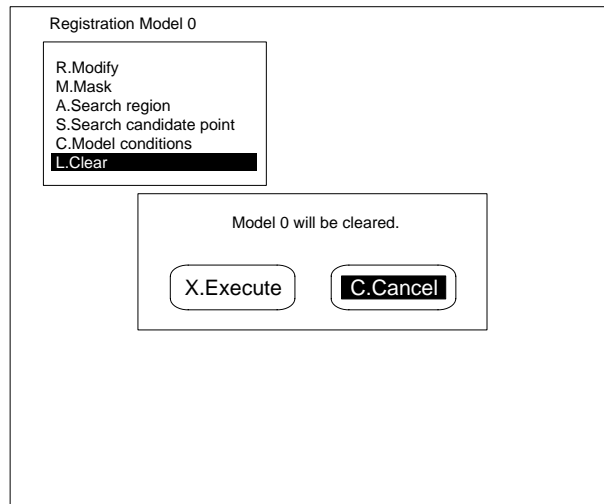 Registration Model 0
R.Modify
M.Mask
A.Search region
S.Search candidate point
C.Model conditions
L.Clear
Model 0 will be cleared.
X.Execute C.Cancel